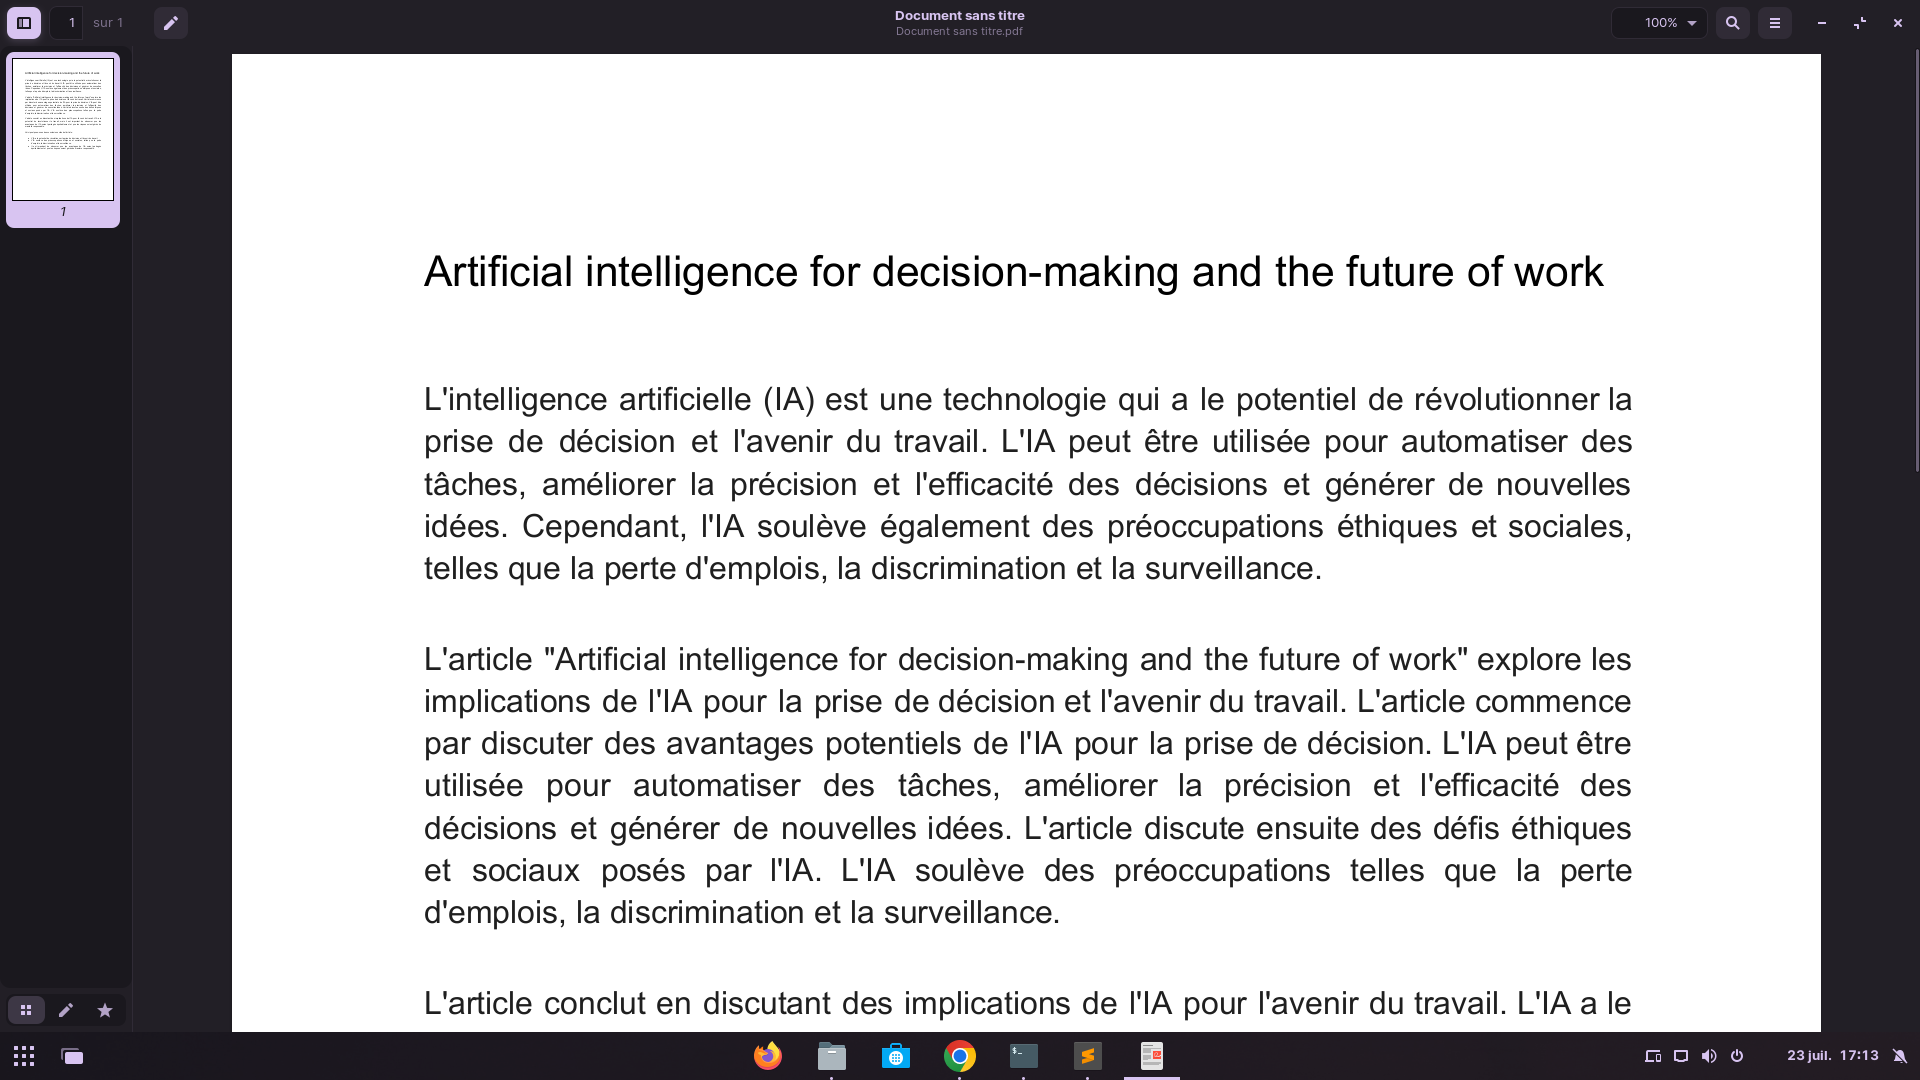 1 sur 1
Document sans titre
Document sans titre.pdf
100%
1
Artificial intelligence for decision-making and the future of work
L'intelligence artificielle (IA) est une technologie qui a le potentiel de révolutionner la
prise de décision et l'avenir du travail. L'IA peut être utilisée pour automatiser des
tâches, améliorer la précision et l'efficacité des décisions et générer de nouvelles
idées. Cependant, l'IA soulève également des préoccupations éthiques et sociales,
telles que la perte d'emplois, la discrimination et la surveillance.
L'article "Artificial intelligence for decision-making and the future of work" explore les
implications de l'IA pour la prise de décision et l'avenir du travail. L'article commence
par discuter des avantages potentiels de l'IA pour la prise de décision. L'IA peut être
utilisée pour automatiser des tâches, améliorer la précision et l'efficacité des
décisions et générer de nouvelles idées. L'article discute ensuite des défis éthiques
et sociaux posés par l'IA. L'IA soulève des préoccupations telles que la perte
d'emplois, la discrimination et la surveillance.
L'article conclut en discutant des implications de l'IA pour l'avenir du travail. L'IA a le
23 juil. 17:13